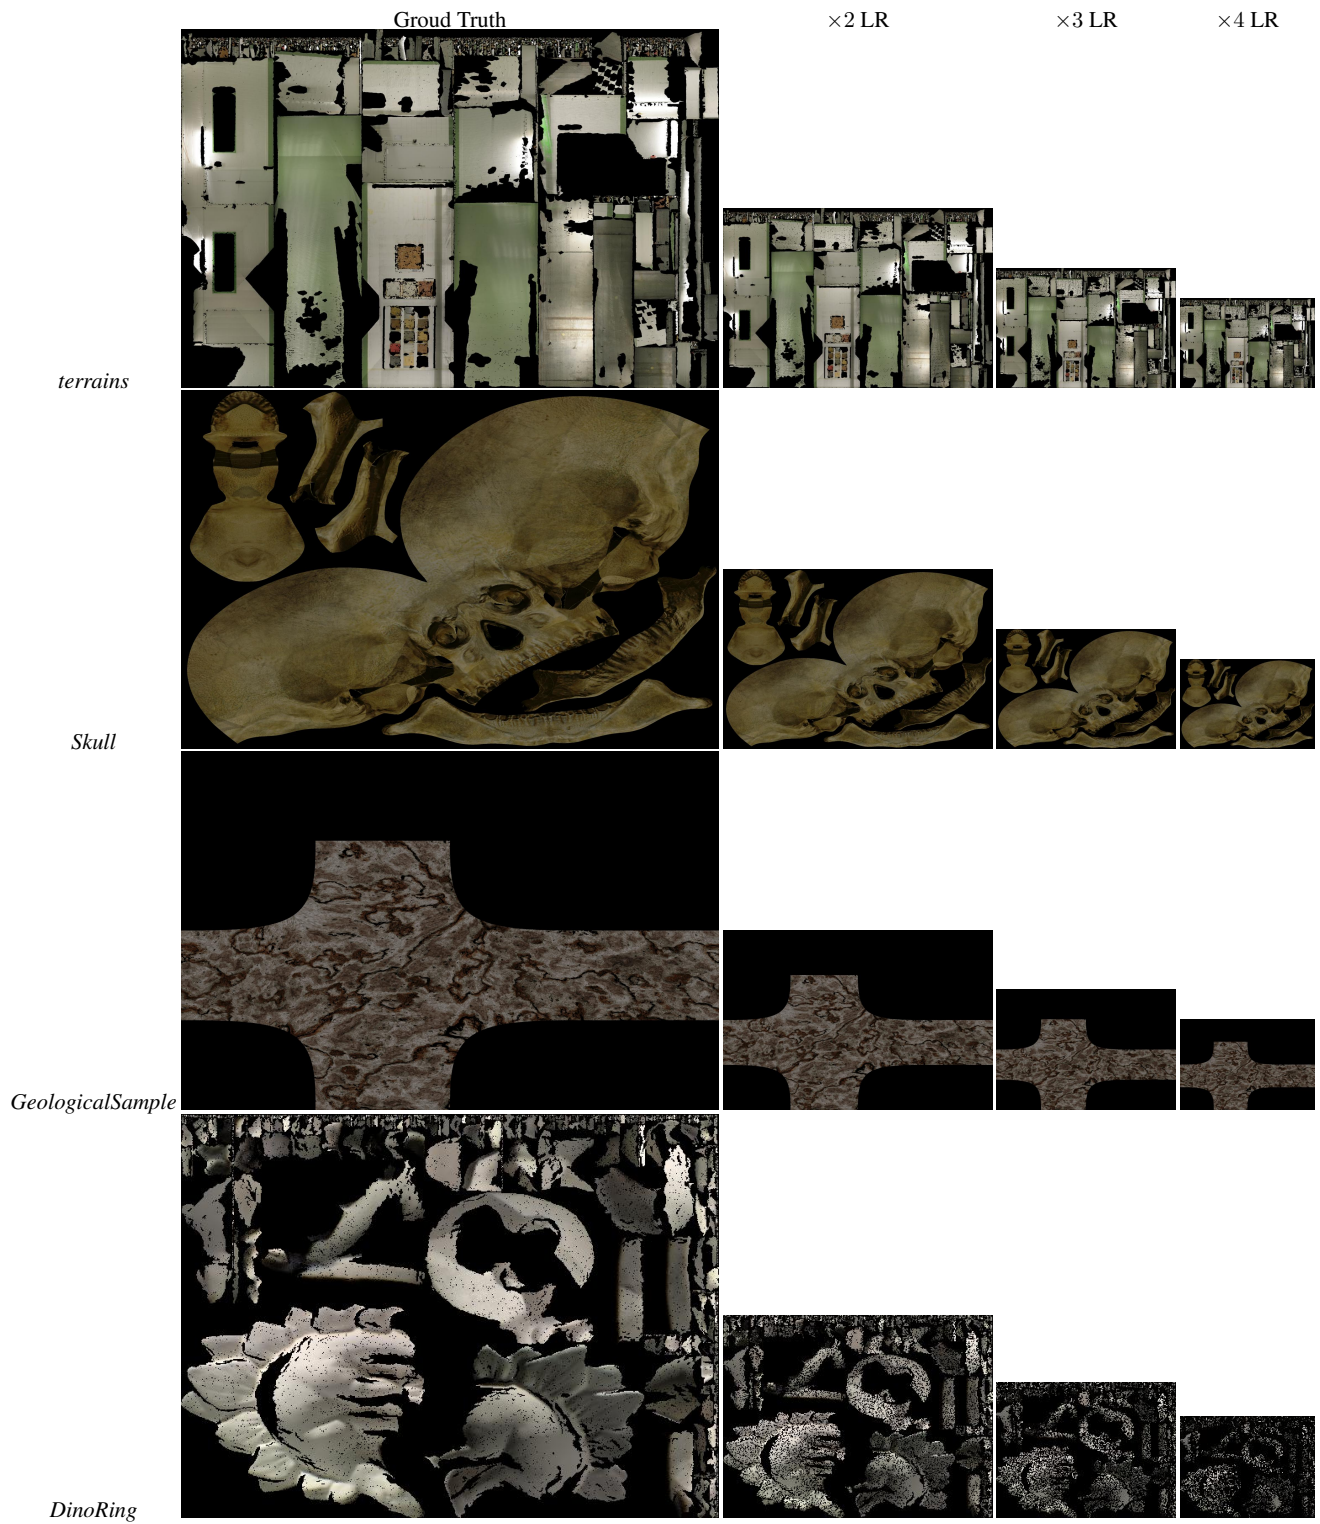 Groud Truth ×2 LR ×3 LR ×4 LR
terrains
Skull
GeologicalSample
DinoRing